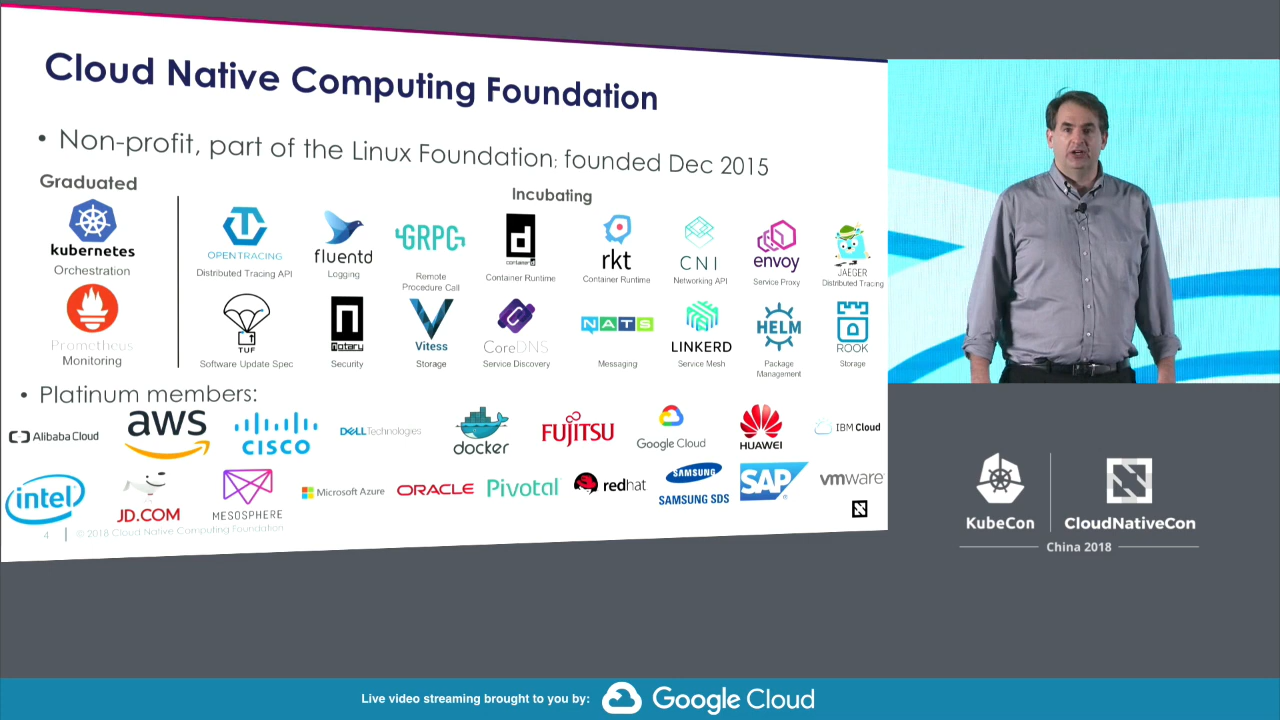 Cloud Native Computing Foundation
• Non-profit, part of the Linux Foundation; founded Dec 2015
Graduated
Incubating
kubernetes
Orchestration
OPENTRACING
Distributed Tracing API
fluentd
Logging
GRPC
Remote
Procedure Call
d
containerd
Container Runtime
rkt
Container Runtime
CNI
Networking API
envoy
Service Proxy
JAEGER
Distributed Tracing
Prometheus
Monitoring
TUF
Software Update Spec
n
Notary
Security
Vitess
Storage
CoreDNS
Service Discovery
NATS
Messaging
LINKERD
Service Mesh
HELM
Package
Management
ROOK
Storage
• Platinum members:
Alibaba Cloud
aws
CISCO
DELLTechnologies
docker
FUJITSU
Google Cloud
HUAWEI
IBM Cloud
intel
JD.COM
MESOSPHERE
Microsoft Azure
ORACLE
Pivotal
redhat
SAMSUNG
SAMSUNG SDS
SAP
vmware
4 | © 2018 Cloud Native Computing Foundation
KubeCon
CloudNativeCon
China 2018
Live video streaming brought to you by: Google Cloud